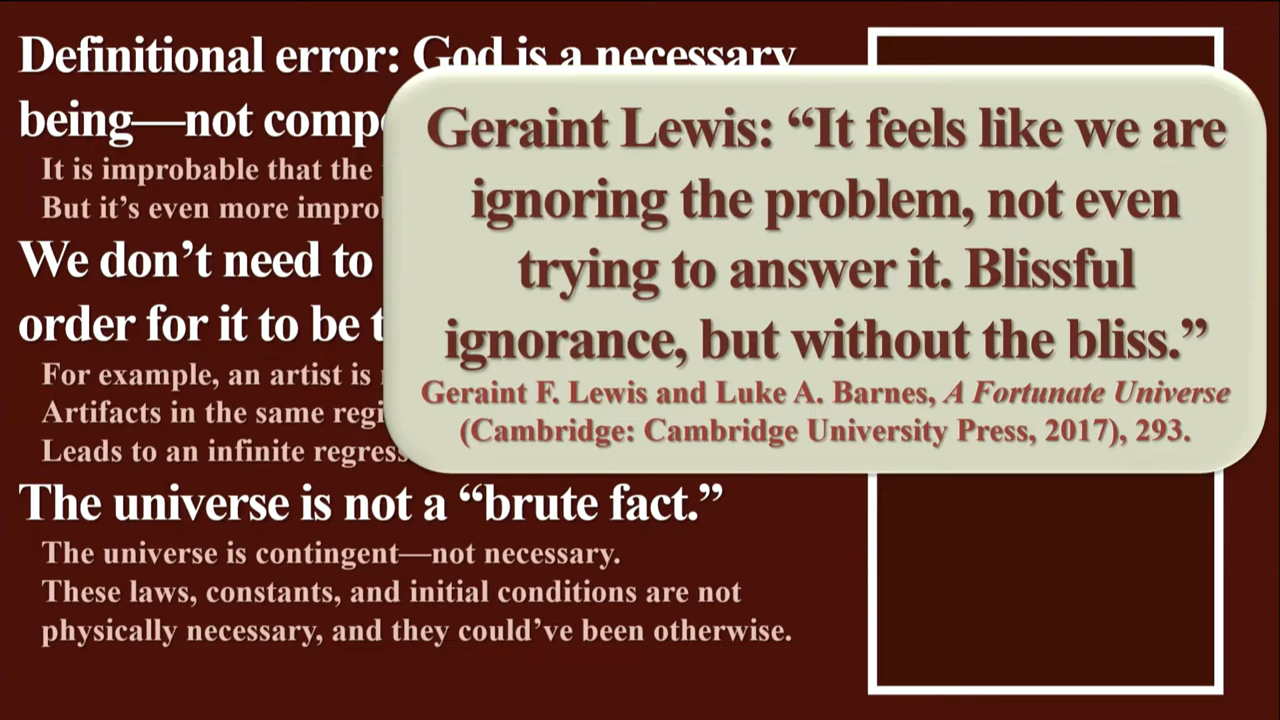 Definitional error: God is a necessary
being—not
It is improbable that the
But it’s even more
We don’t need to
order for it to be
For example, an artist is
Artifacts in the same
Leads to an infinite regress
The universe is not a “brute fact.”
The universe is contingent—not necessary.
These laws, constants, and initial conditions are not
physically necessary, and they could’ve been otherwise.
Geraint Lewis: “It feels like we are
ignoring the problem, not even
trying to answer it. Blissful
ignorance, but without the bliss.”
Geraint F. Lewis and Luke A. Barnes, A Fortunate Universe
(Cambridge: Cambridge University Press, 2017), 293.